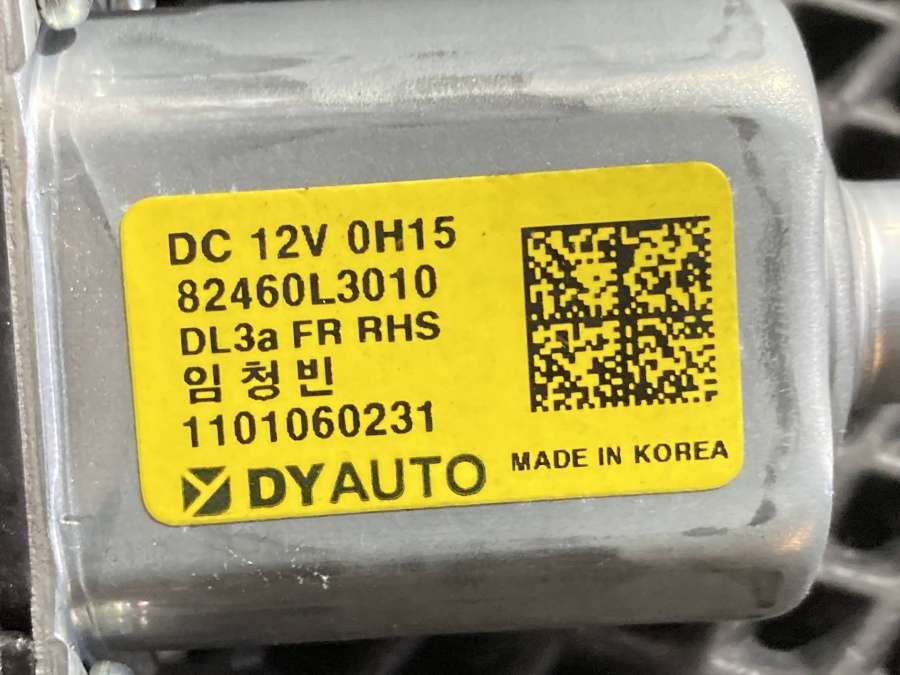 DC 12V 0H15
82460L3010
DL3a FR RHS
임청빈
1101060231
DYAUTO
MADE IN KOREA